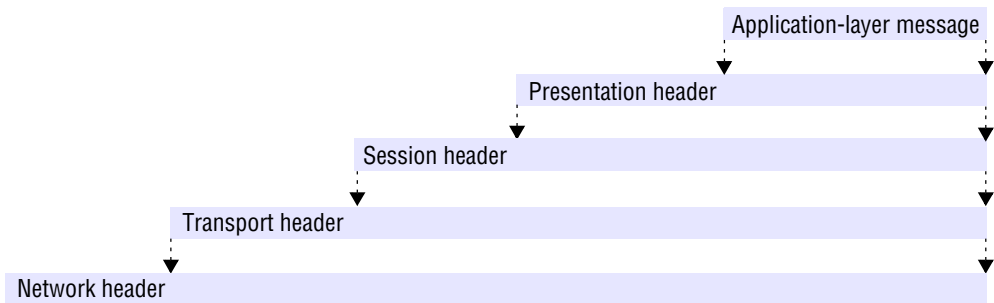 Application-layer message
Presentation header
Session header
Transport header
Network header